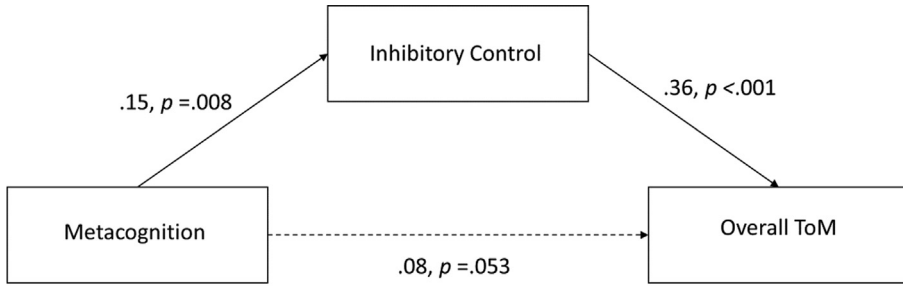 Inhibitory Control
.15, p =.008
.36, p <.001
Metacognition
Overall ToM
.08, p =.053